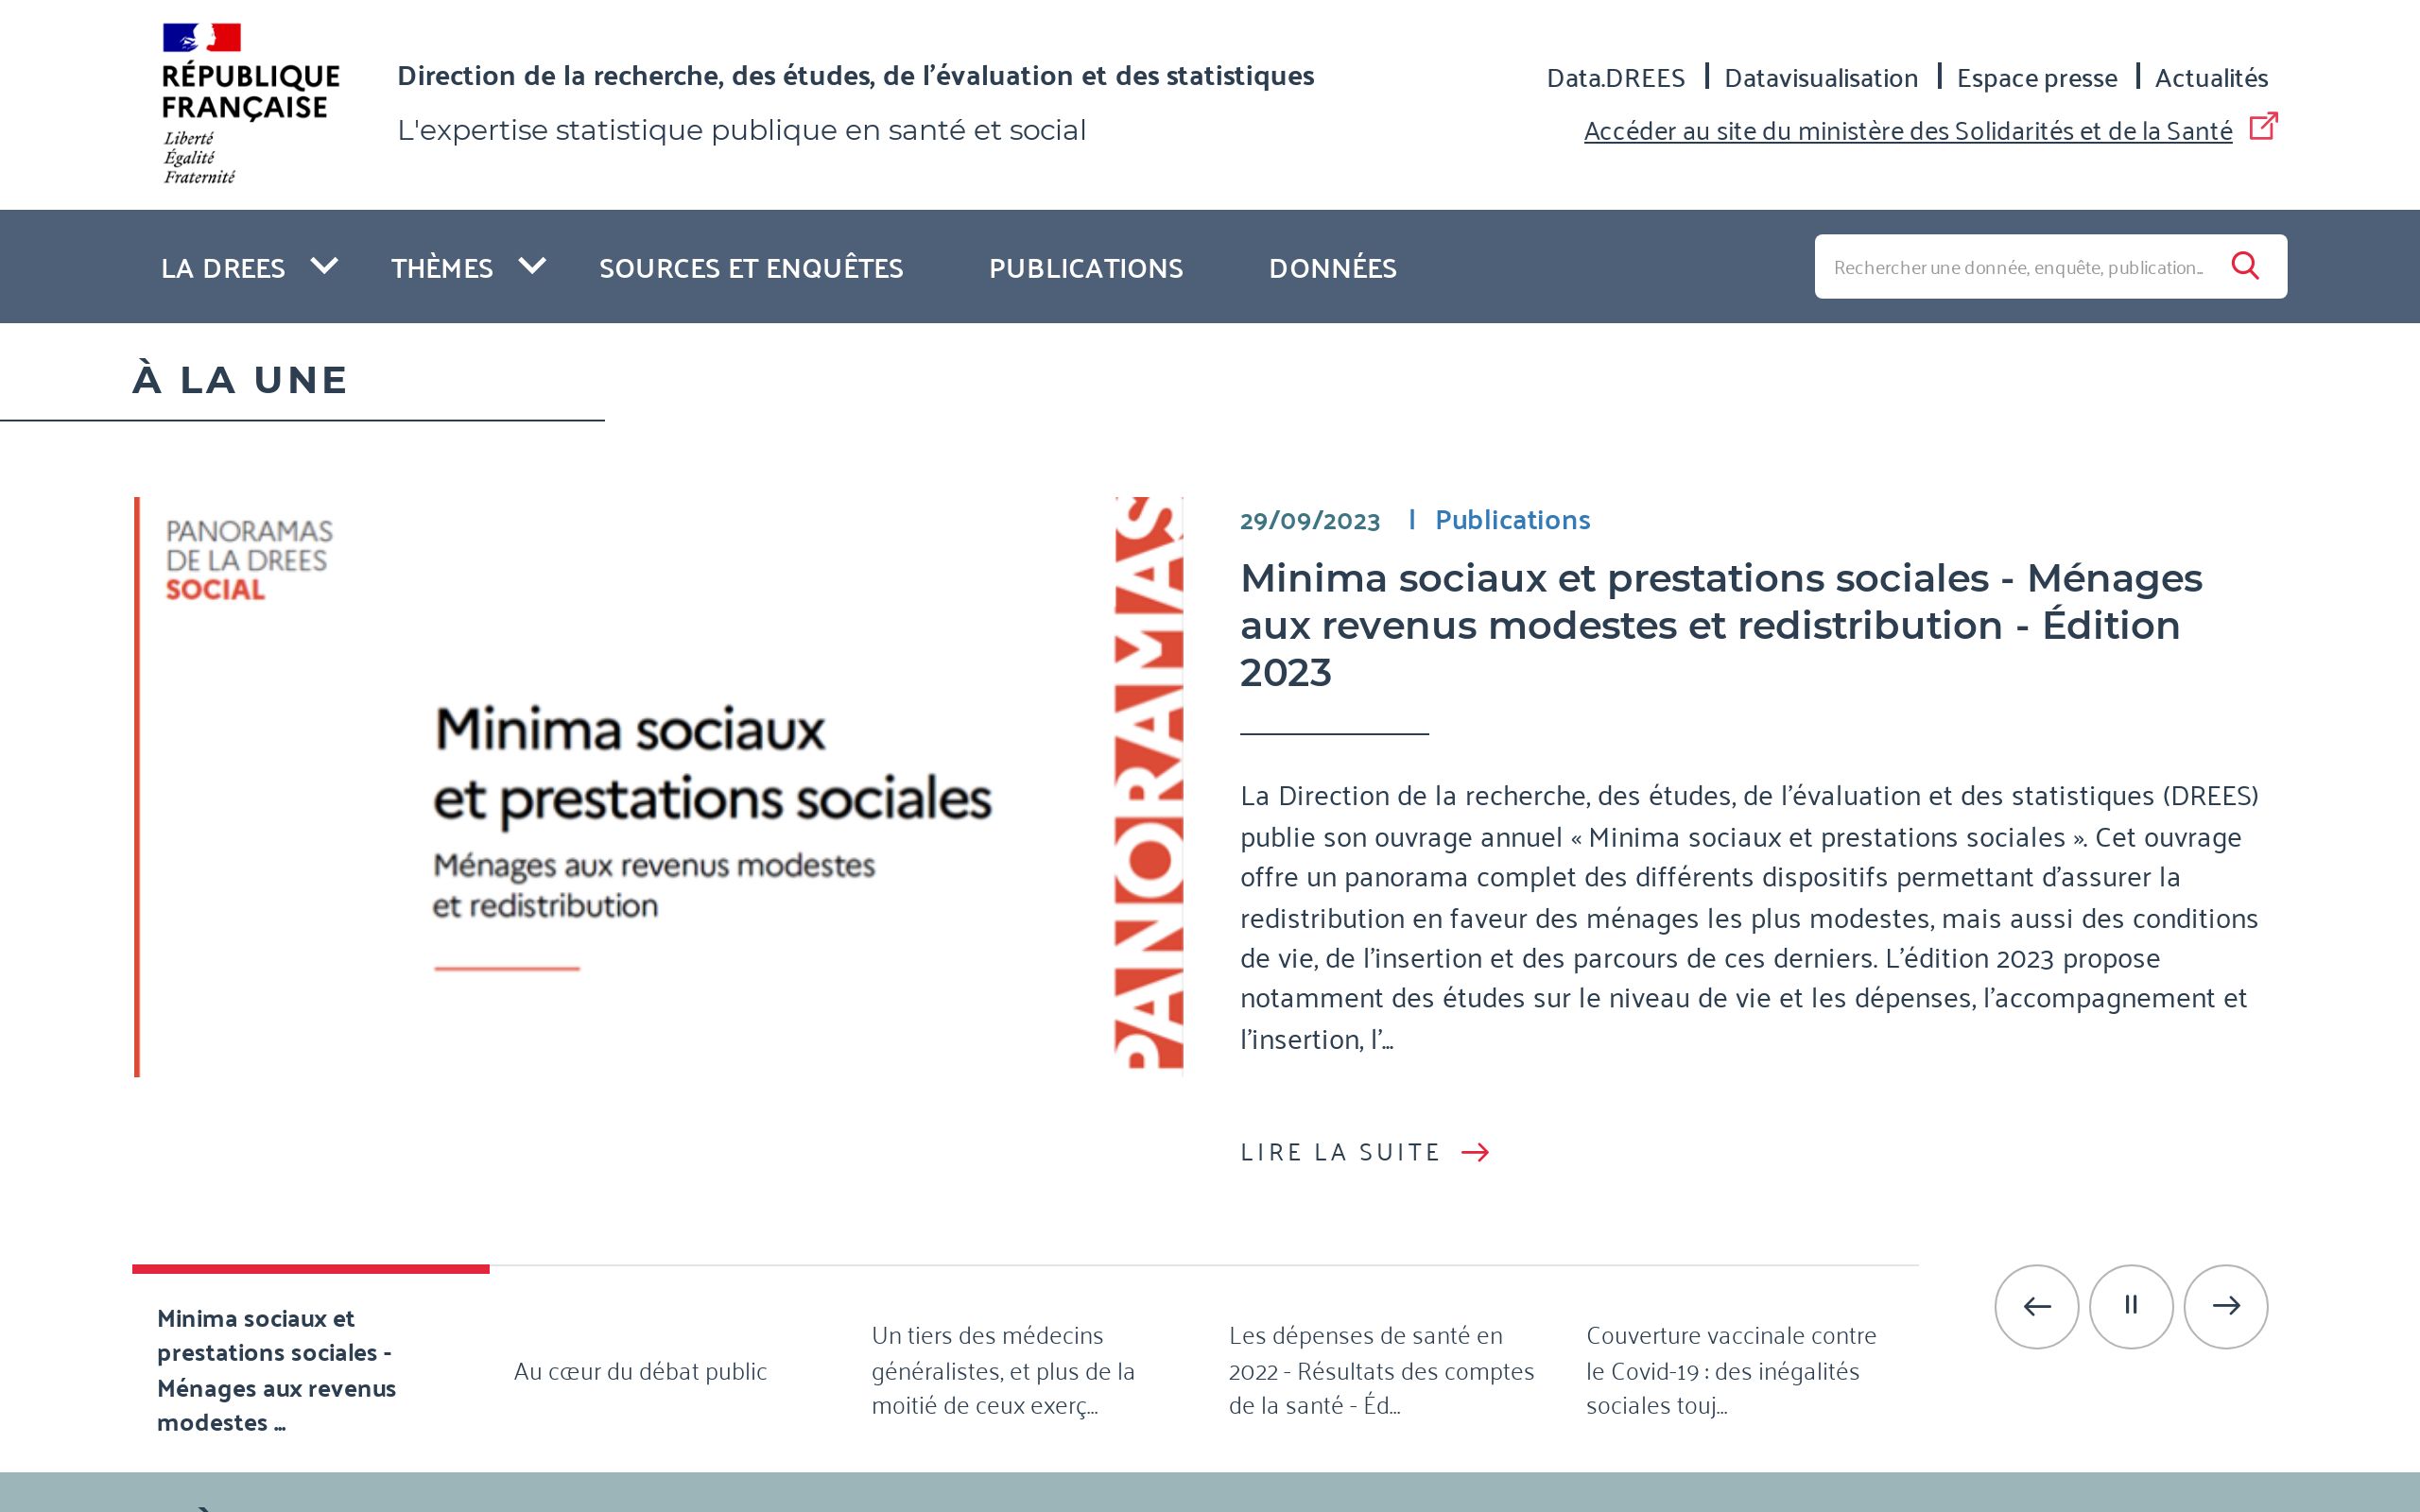 RÉPUBLIQUE
FRANÇAISE
Liberté
Égalité
Fraternité
Direction de la recherche, des études, de l'évaluation et des statistiques
L'expertise statistique publique en santé et social
Data.DREES | Datavisualisation | Espace presse | Actualités
Accéder au site du ministère des Solidarités et de la Santé
LA DREES THÈMES SOURCES ET ENQUÊTES PUBLICATIONS DONNÉES
Rechercher une donnée, enquête, publication...
À LA UNE
PANORAMAS
DE LA DREES
SOCIAL
Minima sociaux
et prestations sociales
Ménages aux revenus modestes
et redistribution
PANORAMAS
29/09/2023 | Publications
Minima sociaux et prestations sociales - Ménages
aux revenus modestes et redistribution - Édition
2023
La Direction de la recherche, des études, de l'évaluation et des statistiques (DREES)
publie son ouvrage annuel « Minima sociaux et prestations sociales ». Cet ouvrage
offre un panorama complet des différents dispositifs permettant d'assurer la
redistribution en faveur des ménages les plus modestes, mais aussi des conditions
de vie, de l'insertion et des parcours de ces derniers. L'édition 2023 propose
notamment des études sur le niveau de vie et les dépenses, l'accompagnement et
l'insertion, l'...
LIRE LA SUITE
Minima sociaux et
prestations sociales -
Ménages aux revenus
modestes ...
Au cœur du débat public
Un tiers des médecins
généralistes, et plus de la
moitié de ceux exerç...
Les dépenses de santé en
2022 - Résultats des comptes
de la santé - Éd...
Couverture vaccinale contre
le Covid-19 : des inégalités
sociales touj...